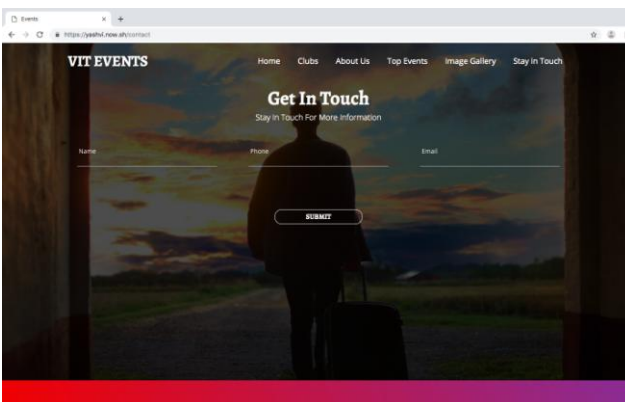 Events
https://yashvi.now.sh/contact
VIT EVENTS
Home Clubs About Us Top Events Image Gallery Stay In Touch
Get In Touch
Stay In Touch For More Information
Name Phone Email
SUBMIT